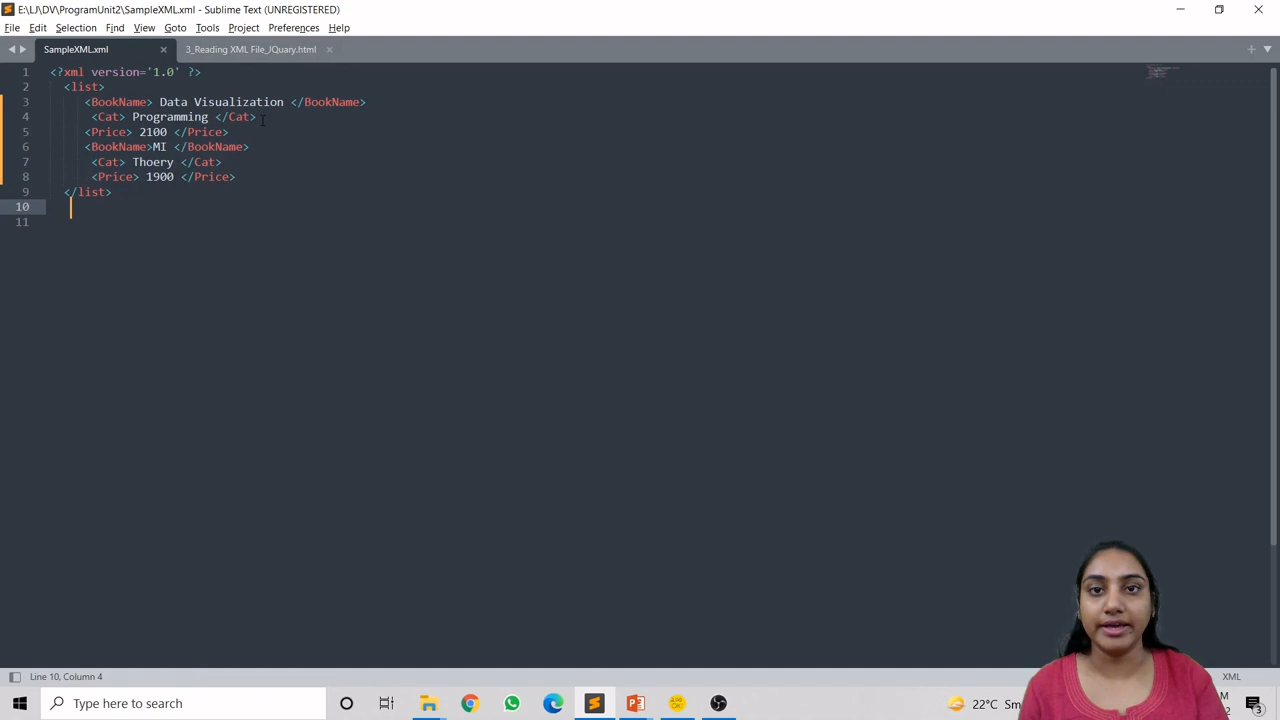 E:\LJ\DV\ProgramUnit2\SampleXML.xml - Sublime Text (UNREGISTERED)
File Edit Selection Find View Goto Tools Project Preferences Help
SampleXML.xml 3_Reading XML File_JQuary.html
1 <?xml version='1.0' ?>
2 <list>
3 <BookName> Data Visualization </BookName>
4 <Cat> Programming </Cat>
5 <Price> 2100 </Price>
6 <BookName>MI </BookName>
7 <Cat> Thoery </Cat>
8 <Price> 1900 </Price>
9 </list>
10
11
Line 10, Column 4 XML
Type here to search
22°C
3